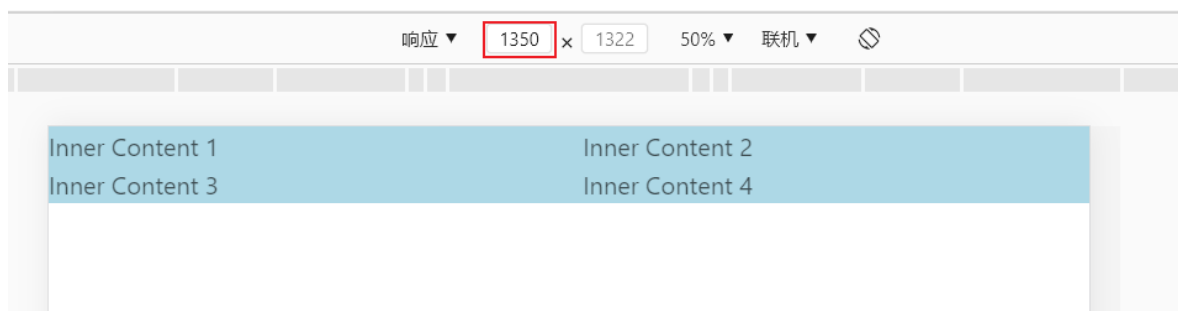 响应 ▼ 1350 × 1322 50% ▼ 联机 ▼
Inner Content 1 Inner Content 2
Inner Content 3 Inner Content 4